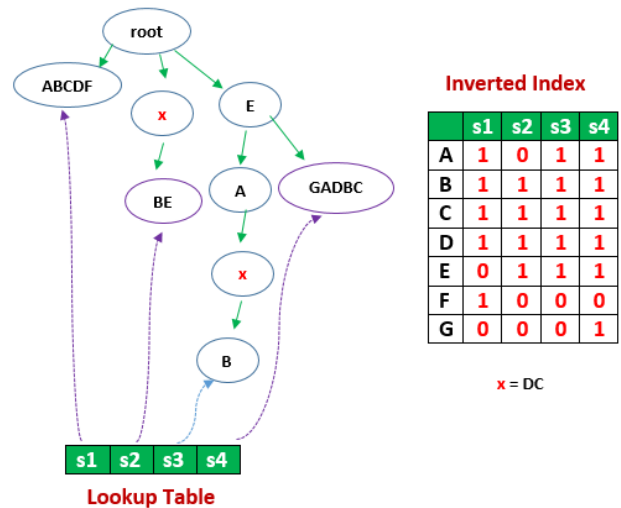 root
ABCDF
x
E
BE
A
GADBC
x
B
s1 s2 s3 s4
Lookup Table
Inverted Index
s1 s2 s3 s4
A 1 0 1 1
B 1 1 1 1
C 1 1 1 1
D 1 1 1 1
E 0 1 1 1
F 1 0 0 0
G 0 0 0 1
x = DC